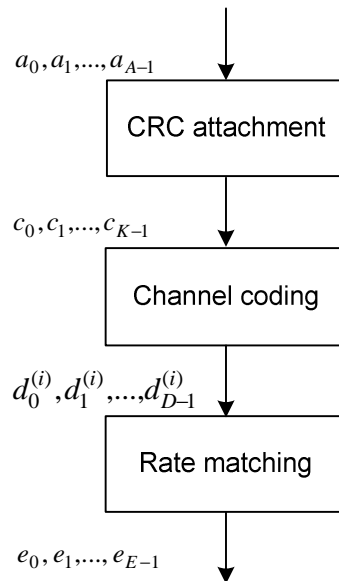 a_0, a_1,..., a_{A-1}
CRC attachment
c_0, c_1,..., c_{K-1}
Channel coding
d_0^{(i)}, d_1^{(i)},..., d_{D-1}^{(i)}
Rate matching
e_0, e_1,..., e_{E-1}